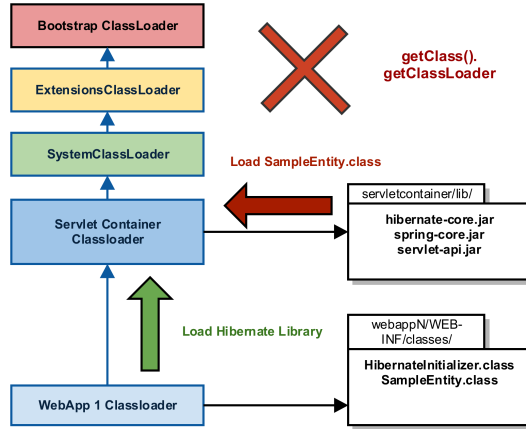 Bootstrap ClassLoader
getClass().
getClassLoader
ExtensionsClassLoader
SystemClassLoader
Load SampleEntity.class
servletcontainer/lib/
Servlet Container
Classloader
hibernate-core.jar
spring-core.jar
servlet-api.jar
Load Hibernate Library
webappN/WEB-
INF/classes/
HibernateInitializer.class
SampleEntity.class
WebApp 1 Classloader